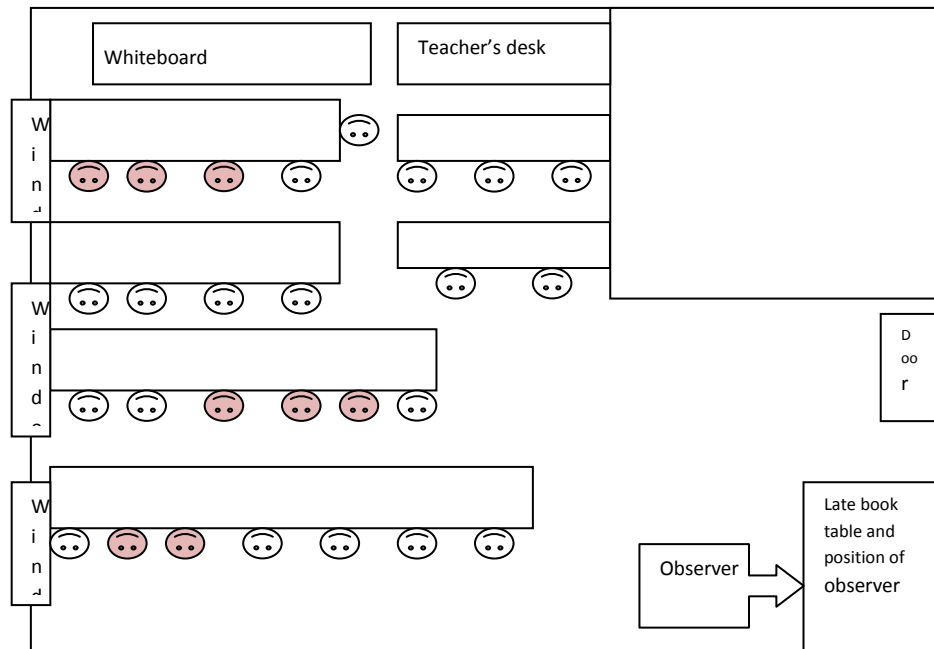 Whiteboard
Teacher’s desk
W
i
n
W
i
n
d
D
oo
r
W
i
n
Late book
table and
position of
observer
Observer